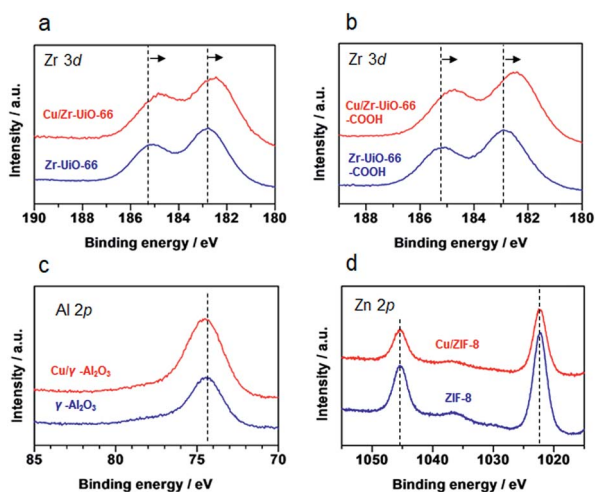 a
Zr 3d
Cu/Zr-UiO-66
Zr-UiO-66
Intensity / a.u.
190 188 186 184 182 180
Binding energy / eV
b
Zr 3d
Cu/Zr-UiO-66
-COOH
Zr-UiO-66
-COOH
Intensity / a.u.
188 186 184 182 180
Binding energy / eV
c
Al 2p
Cu/γ -Al₂O₃
γ -Al₂O₃
Intensity / a.u.
85 80 75 70
Binding energy / eV
d
Zn 2p
Cu/ZIF-8
ZIF-8
Intensity / a.u.
1050 1040 1030 1020
Binding energy / eV